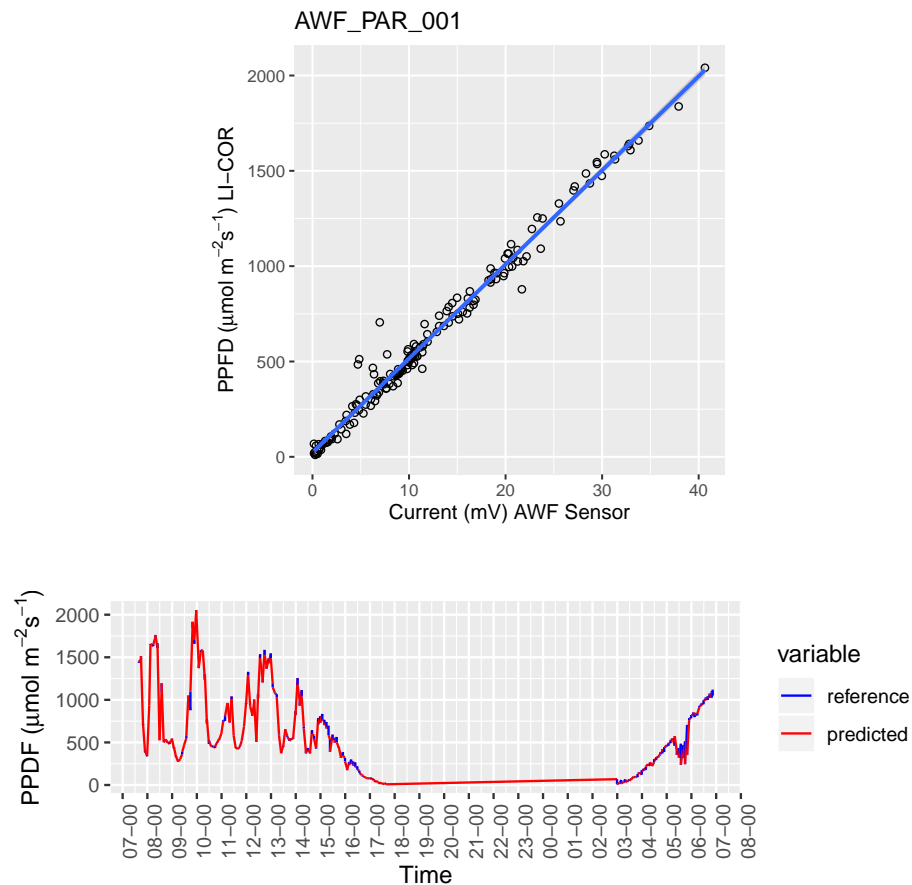 AWF_PAR_001
PPFD (μmol m−2s−1) LI−COR
2000
1500
1000
500
0
0 10 20 30 40
Current (mV) AWF Sensor
PPDF (μmol m−2s−1)
2000
1500
1000
500
0
07−00 08−00 09−00 10−00 11−00 12−00 13−00 14−00 15−00 16−00 17−00 18−00 19−00 20−00 21−00 22−00 23−00 00−00 01−00 02−00 03−00 04−00 05−00 06−00 07−00 08−00
Time
variable
reference
predicted